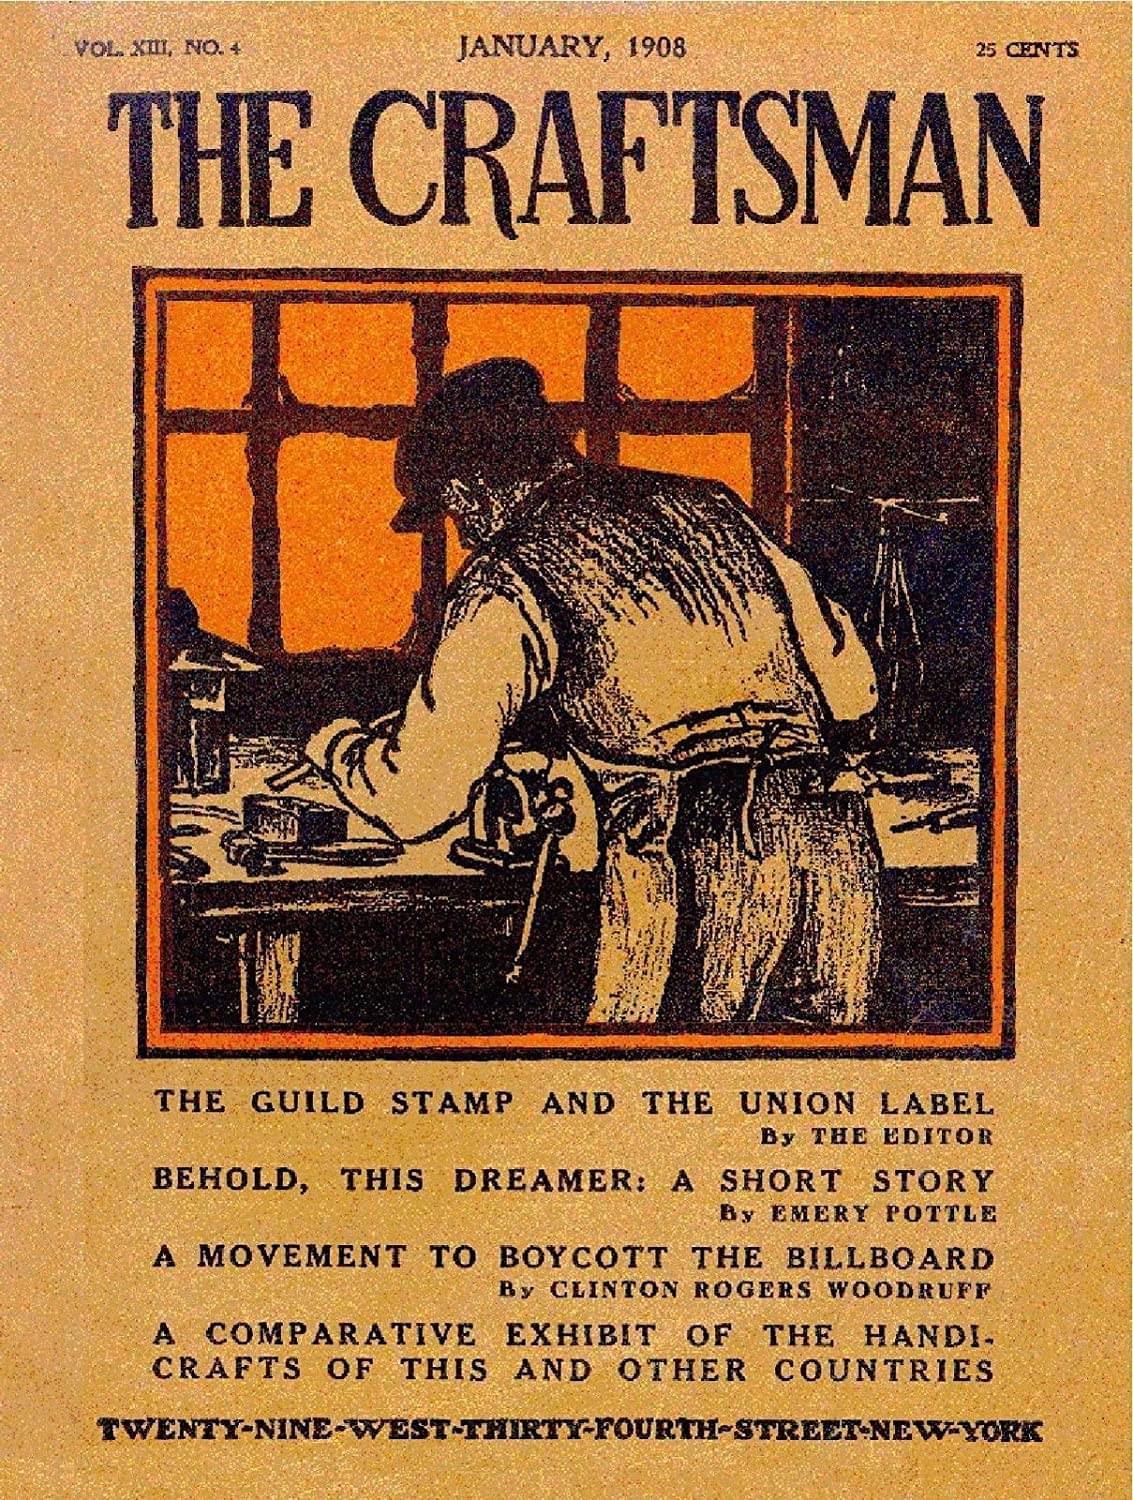 VOL. XIII, NO. 4
JANUARY, 1908
25 CENTS
THE CRAFTSMAN
THE GUILD STAMP AND THE UNION LABEL
By THE EDITOR
BEHOLD, THIS DREAMER: A SHORT STORY
By EMERY POTTLE
A MOVEMENT TO BOYCOTT THE BILLBOARD
By CLINTON ROGERS WOODRUFF
A COMPARATIVE EXHIBIT OF THE HANDI-
CRAFTS OF THIS AND OTHER COUNTRIES
TWENTY-NINE-WEST-THIRTY-FOURTH-STREET-NEW-YORK